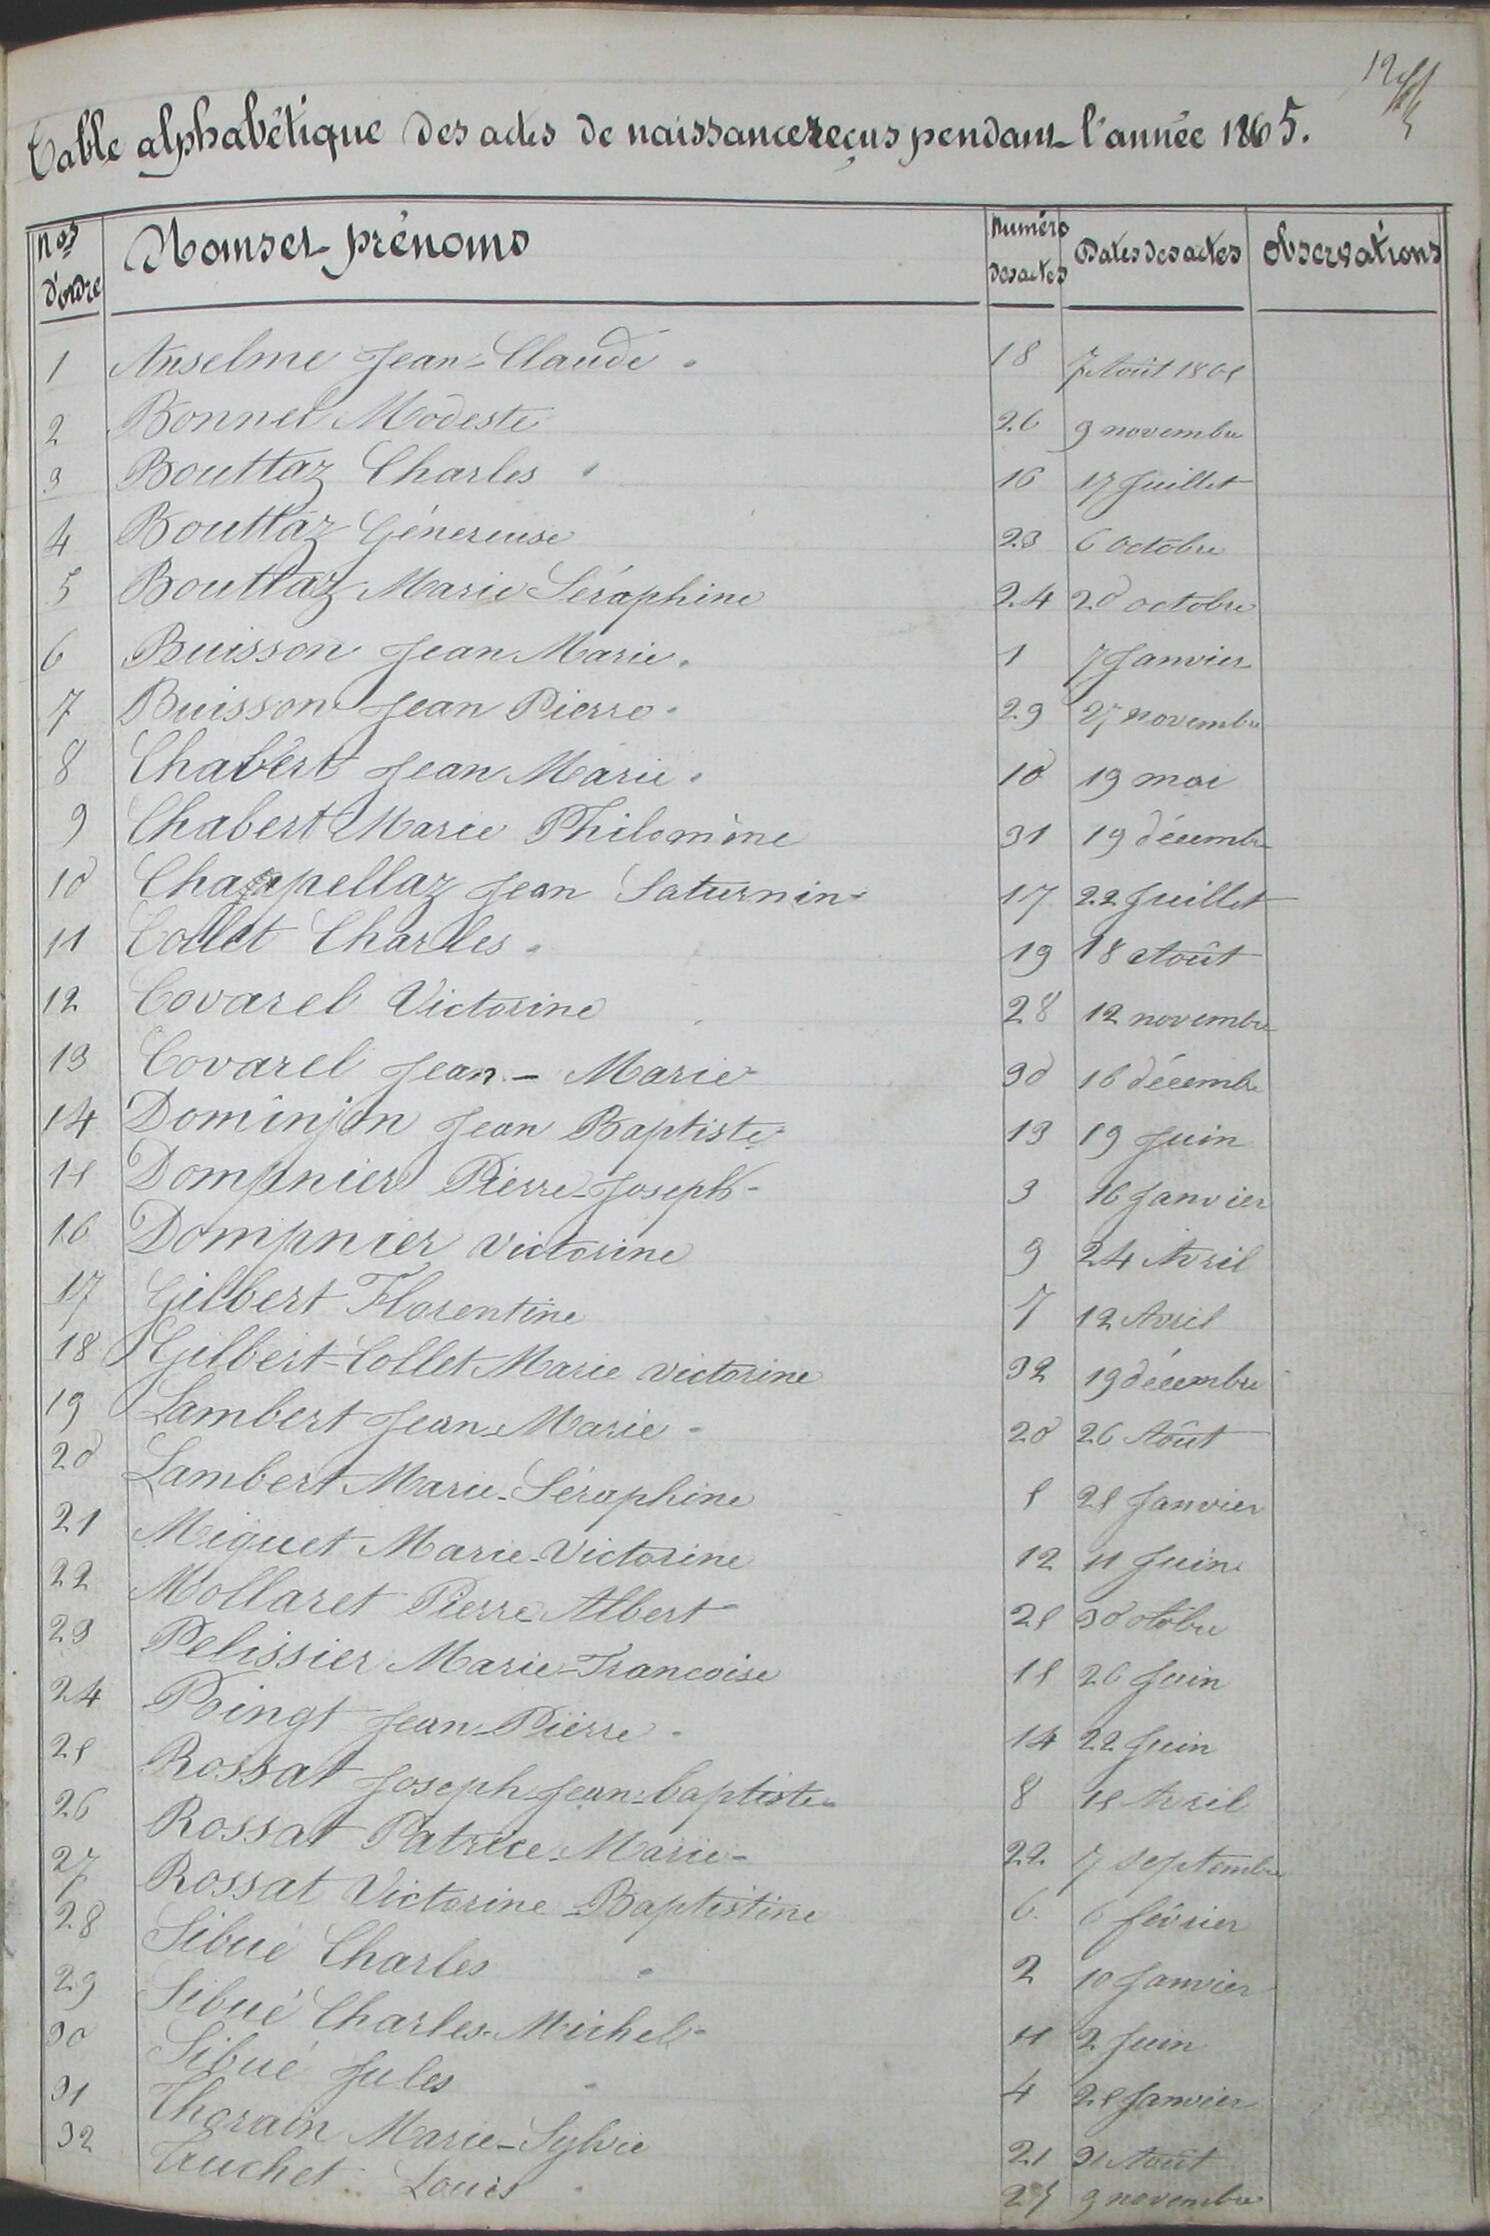 Table alphabétique des actes de naissance reçus pendant l'année 1865.
Nos d'ordre Noms et prénoms Numéro des actes Dates des actes Observations
1 Anselme Jean-Claude 18 7 Août 1865
2 Bonnel Modeste 26 9 novembre
3 Bouttaz Charles 16 17 Juillet
4 Bouttaz Génereuse 23 6 Octobre
5 Bouttaz Marie Séraphine 24 20 octobre
6 Buisson Jean Marie 1 7 Janvier
7 Buisson Jean Pierre 29 27 novembre
8 Chabert Jean Marie 10 19 mai
9 Chabert Marie Philomène 31 19 décembre
10 Chapellaz Jean Saturnin 17 22 Juillet
11 Collet Charles 19 18 Août
12 Covarel Victorine 28 12 novembre
13 Covarel Jean - Marie 30 16 décembre
14 Dominjon Jean Baptiste 13 19 Juin
15 Dompnier Pierre-Joseph 3 16 Janvier
16 Dompnier Victorine 9 24 Avril
17 Gilbert Florentine 7 12 Avril
18 Gilbert-Collet Marie Victorine 32 19 décembre
19 Lambert Jean-Marie 20 26 Août
20 Lambert Marie-Séraphine 5 25 Janvier
21 Miquet Marie-Victorine 12 11 Juin
22 Mollaret Pierre-Albert 25 30 otobre
23 Pelissier Marie-Francoise 15 26 Juin
24 Poingt Jean-Pierre 14 22 Juin
25 Rossat Joseph-Jean-baptiste 8 15 Avril
26 Rossat Patrice-Marie 22 7 septembre
27 Rossat Victorine-Baptistine 6 6 février
28 Sibué Charles 2 10 Janvier
29 Sibué Charles-Michel 11 2 Juin
30 Sibué Jules 4 25 Janvier
31 Thorain Marie-Sylvie 21 31 Août
32 Truchet Louis 27 9 novembre